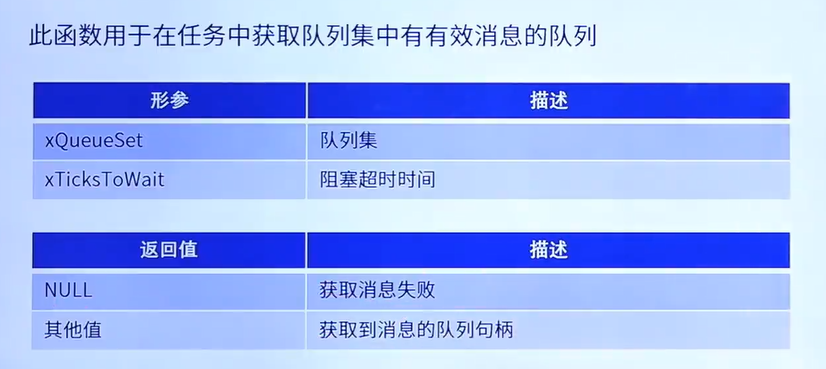 此函数用于在任务中获取队列集中有有效消息的队列
形参 描述
xQueueSet 队列集
xTicksToWait 阻塞超时时间
返回值 描述
NULL 获取消息失败
其他值 获取到消息的队列句柄